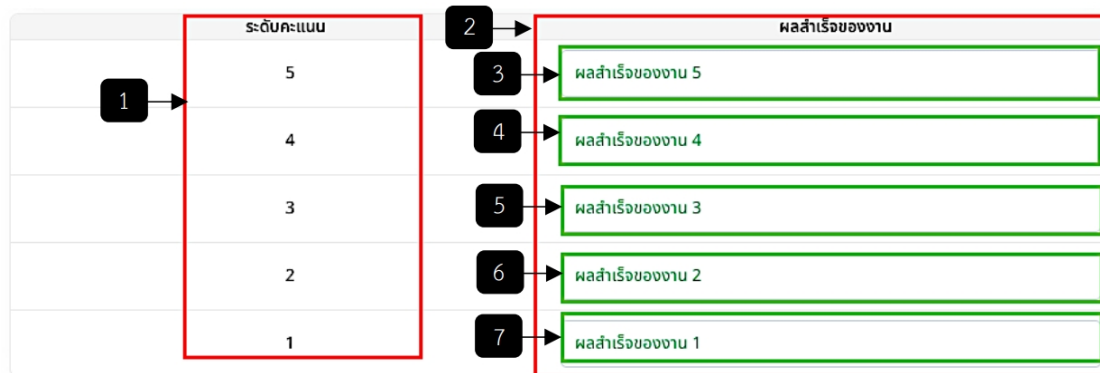 ระดับคะแนน 2 ผลสำเร็จของงาน
5 3 ผลสำเร็จของงาน 5
1
4 4 ผลสำเร็จของงาน 4
3 5 ผลสำเร็จของงาน 3
2 6 ผลสำเร็จของงาน 2
1 7 ผลสำเร็จของงาน 1